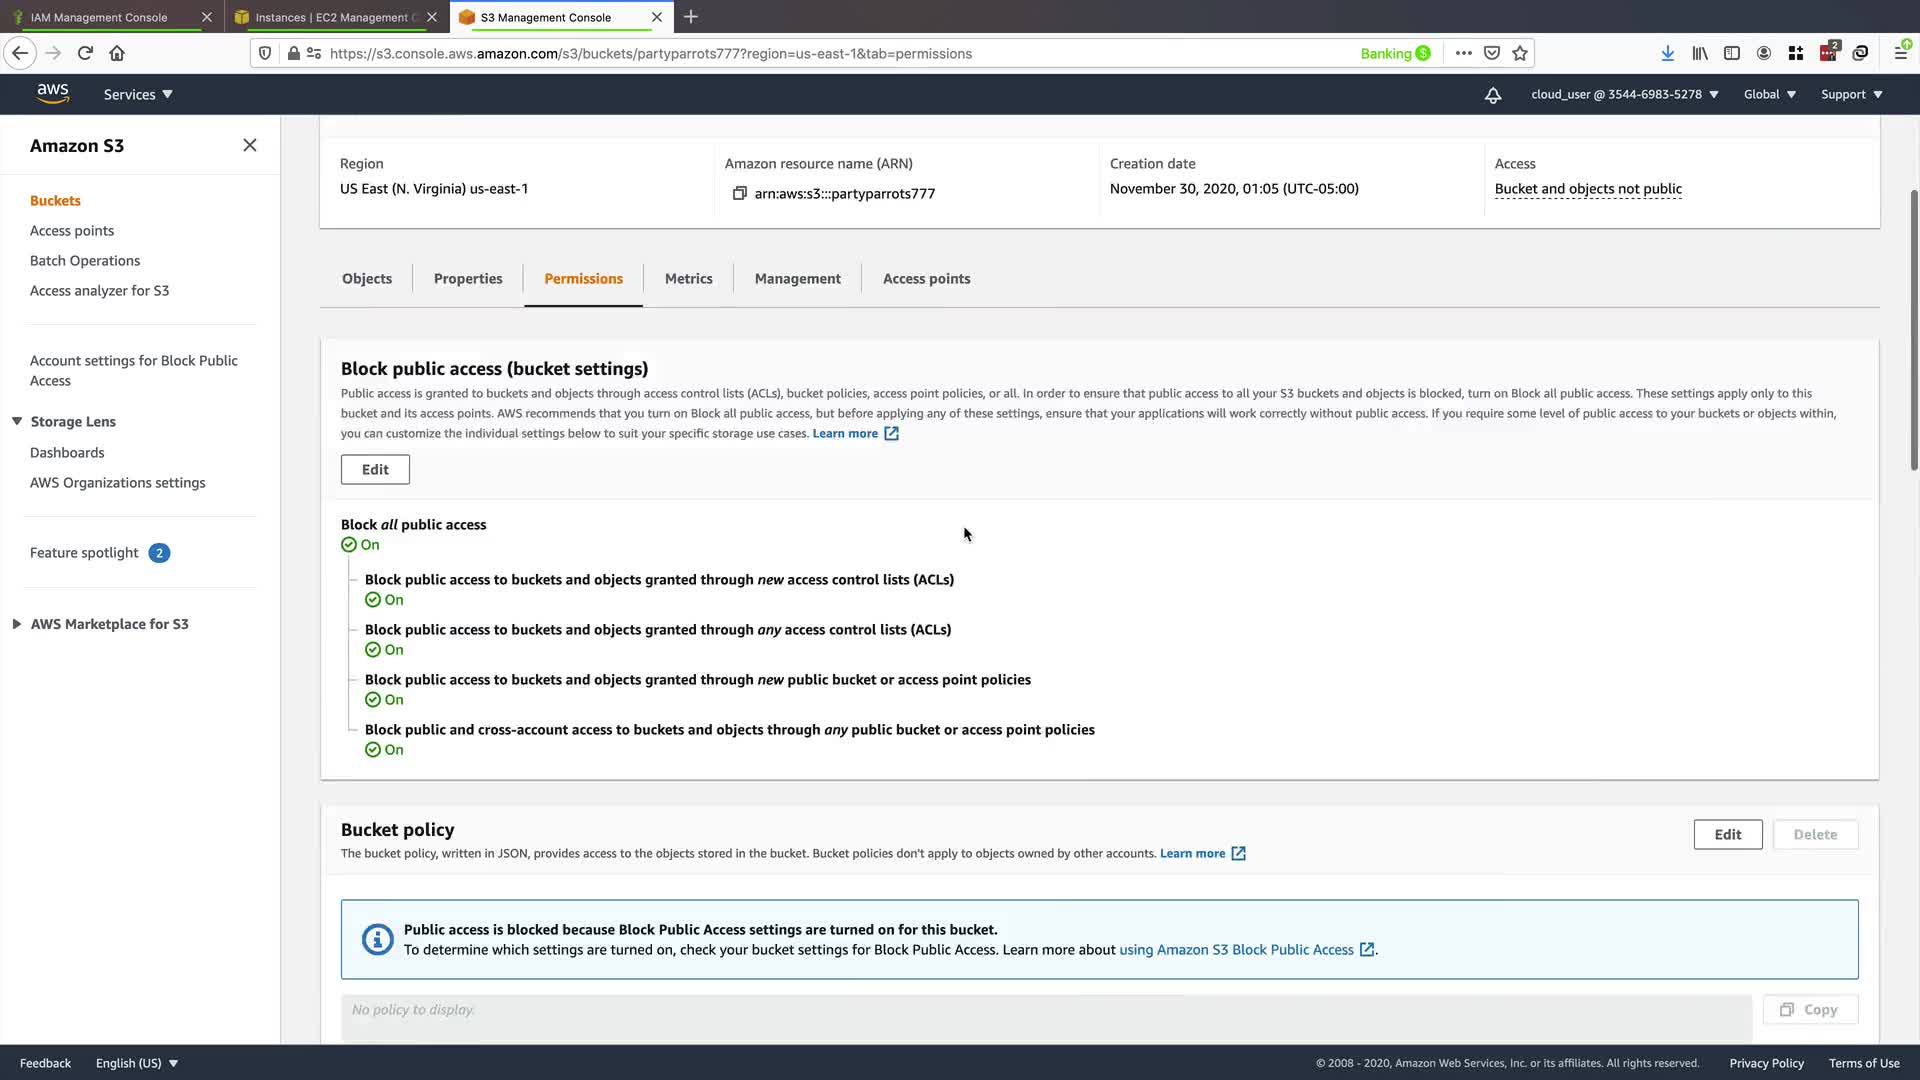 IAM Management Console
Instances | EC2 Management C
S3 Management Console
https://s3.console.aws.amazon.com/s3/buckets/partyparrots777?region=us-east-1&tab=permissions
Banking
2
aws
Services
cloud_user @ 3544-6983-5278
Global
Support
Amazon S3
Buckets
Access points
Batch Operations
Access analyzer for S3
Account settings for Block Public
Access
Storage Lens
Dashboards
AWS Organizations settings
Feature spotlight 2
AWS Marketplace for S3
Region
US East (N. Virginia) us-east-1
Amazon resource name (ARN)
arn:aws:s3:::partyparrots777
Creation date
November 30, 2020, 01:05 (UTC-05:00)
Access
Bucket and objects not public
Objects
Properties
Permissions
Metrics
Management
Access points
Block public access (bucket settings)
Public access is granted to buckets and objects through access control lists (ACLs), bucket policies, access point policies, or all. In order to ensure that public access to all your S3 buckets and objects is blocked, turn on Block all public access. These settings apply only to this
bucket and its access points. AWS recommends that you turn on Block all public access, but before applying any of these settings, ensure that your applications will work correctly without public access. If you require some level of public access to your buckets or objects within,
you can customize the individual settings below to suit your specific storage use cases. Learn more
Edit
Block all public access
On
Block public access to buckets and objects granted through new access control lists (ACLs)
On
Block public access to buckets and objects granted through any access control lists (ACLs)
On
Block public access to buckets and objects granted through new public bucket or access point policies
On
Block public and cross-account access to buckets and objects through any public bucket or access point policies
On
Bucket policy
The bucket policy, written in JSON, provides access to the objects stored in the bucket. Bucket policies don't apply to objects owned by other accounts. Learn more
Edit
Delete
Public access is blocked because Block Public Access settings are turned on for this bucket.
To determine which settings are turned on, check your bucket settings for Block Public Access. Learn more about using Amazon S3 Block Public Access .
No policy to display.
Copy
Feedback
English (US)
© 2008 - 2020, Amazon Web Services, Inc. or its affiliates. All rights reserved.
Privacy Policy
Terms of Use